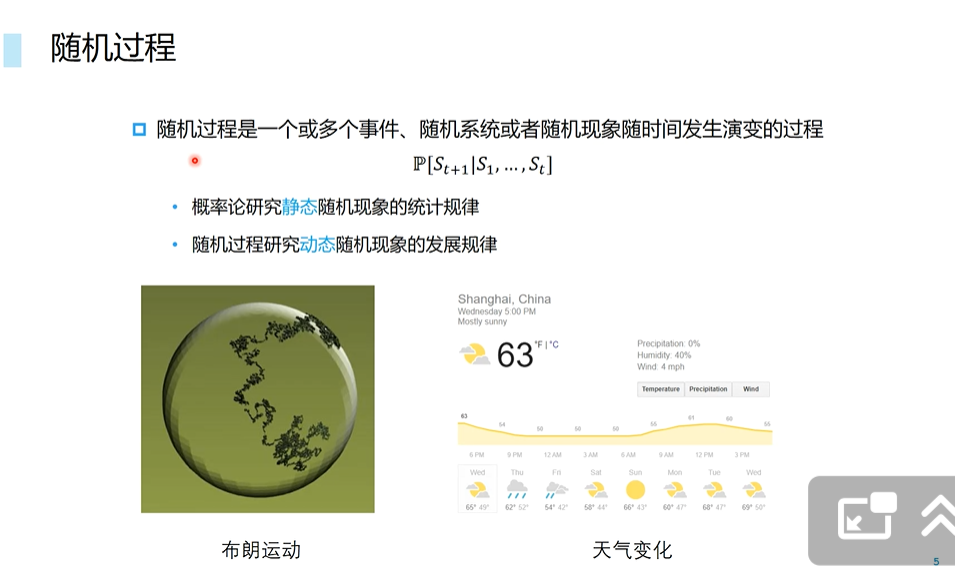 随机过程
随机过程是一个或多个事件、随机系统或者随机现象随时间发生演变的过程
ℙ[S_{t+1}|S_1, ..., S_t]
• 概率论研究静态随机现象的统计规律
• 随机过程研究动态随机现象的发展规律
Shanghai, China
Wednesday 5:00 PM
Mostly sunny
63 °F | °C
Precipitation: 0%
Humidity: 40%
Wind: 4 mph
Temperature Precipitation Wind
63 54 50 50 50 55 61 60 55
6 PM 9 PM 12 AM 3 AM 6 AM 9 AM 12 PM 3 PM
Wed Thu Fri Sat Sun Mon Tue Wed
65° 49° 62° 52° 54° 42° 58° 44° 66° 43° 60° 47° 68° 47° 69° 50°
布朗运动
天气变化
5